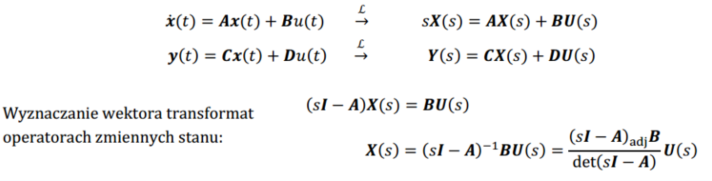 ẋ(t) = Ax(t) + Bu(t) ℒ→ sX(s) = AX(s) + BU(s)
y(t) = Cx(t) + Du(t) ℒ→ Y(s) = CX(s) + DU(s)
Wyznaczanie wektora transformat
operatorach zmiennych stanu:
(sI − A)X(s) = BU(s)
X(s) = (sI − A)⁻¹BU(s) = (sI − A)adj B / det(sI − A) U(s)